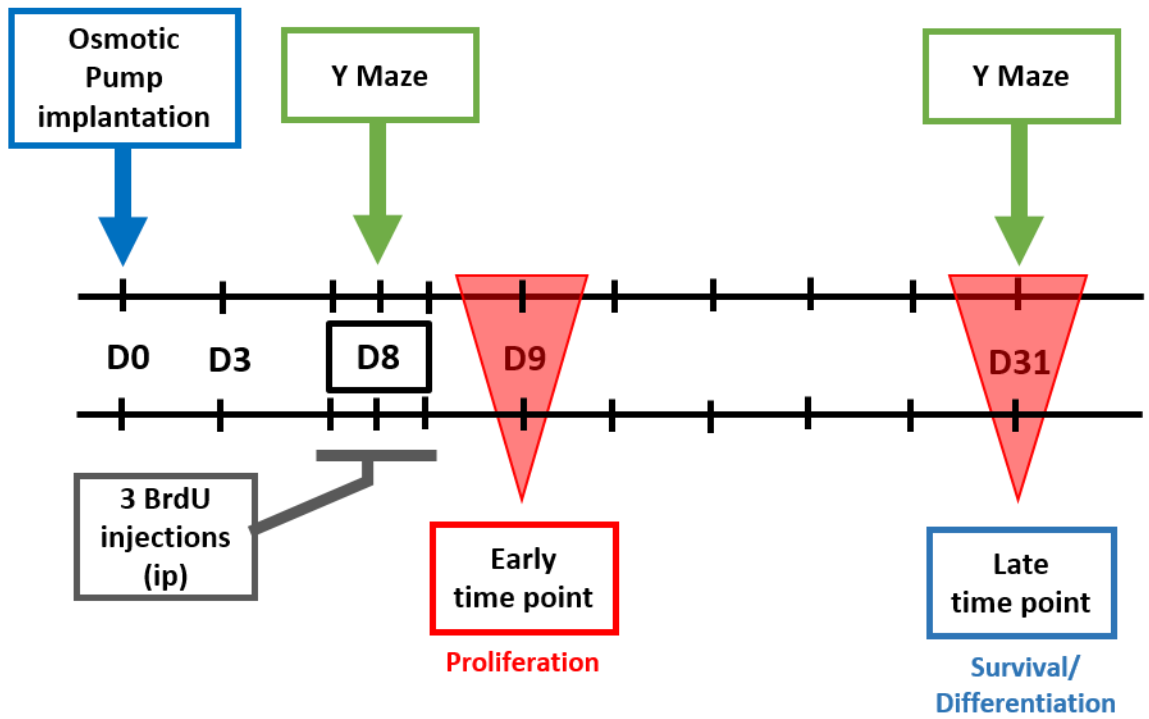 Osmotic
Pump
implantation
Y Maze
Y Maze
D0
D3
D8
D9
D31
3 BrdU
injections
(ip)
Early
time point
Proliferation
Late
time point
Survival/
Differentiation